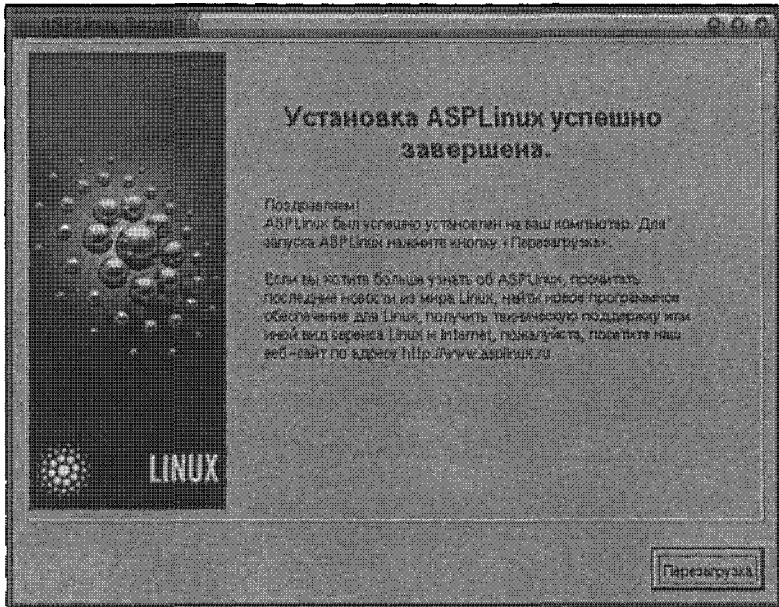 Установка ASPLinux успешно
завершена.
Поздравляем!
ASPLinux был успешно установлен на ваш компьютер. Для
запуска ASPLinux нажмите кнопку «Перезагрузка».
Если вы хотите больше узнать об ASPLinux, прочитать
последние новости из мира Linux, найти новое программное
обеспечение для Linux, получить техническую поддержку или
иной вид сервиса Linux и Internet, пожалуйста, посетите наш
веб-сайт по адресу http://www.asplinux.ru
LINUX
Перезагрузка